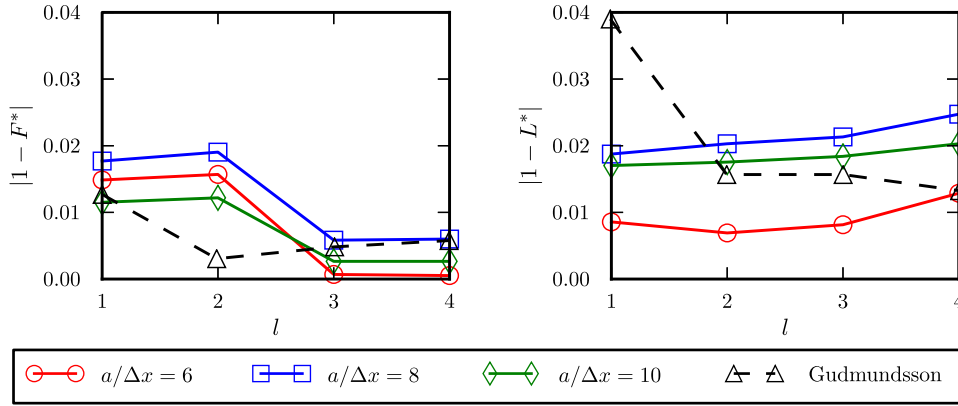 |1 − F*|
0.04
0.03
0.02
0.01
0.00
1 2 3 4
l
|1 − L*|
0.04
0.03
0.02
0.01
0.00
1 2 3 4
l
a/Δx = 6 a/Δx = 8 a/Δx = 10 Gudmundsson